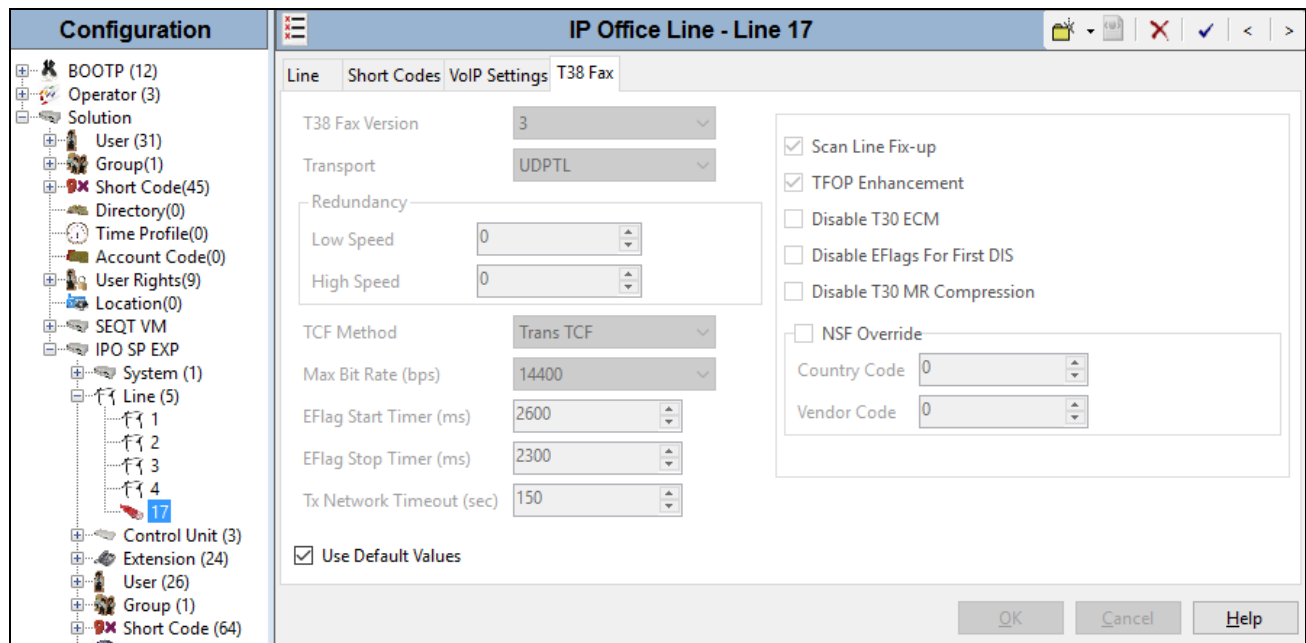 Configuration
BOOTP (12)
Operator (3)
Solution
User (31)
Group(1)
Short Code(45)
Directory(0)
Time Profile(0)
Account Code(0)
User Rights(9)
Location(0)
SEQT VM
IPO SP EXP
System (1)
Line (5)
1
2
3
4
17
Control Unit (3)
Extension (24)
User (26)
Group (1)
Short Code (64)
IP Office Line - Line 17
Line Short Codes VoIP Settings T38 Fax
T38 Fax Version 3
Transport UDPTL
Redundancy
Low Speed 0
High Speed 0
TCF Method Trans TCF
Max Bit Rate (bps) 14400
EFlag Start Timer (ms) 2600
EFlag Stop Timer (ms) 2300
Tx Network Timeout (sec) 150
Use Default Values
Scan Line Fix-up
TFOP Enhancement
Disable T30 ECM
Disable EFlags For First DIS
Disable T30 MR Compression
NSF Override
Country Code 0
Vendor Code 0
OK Cancel Help